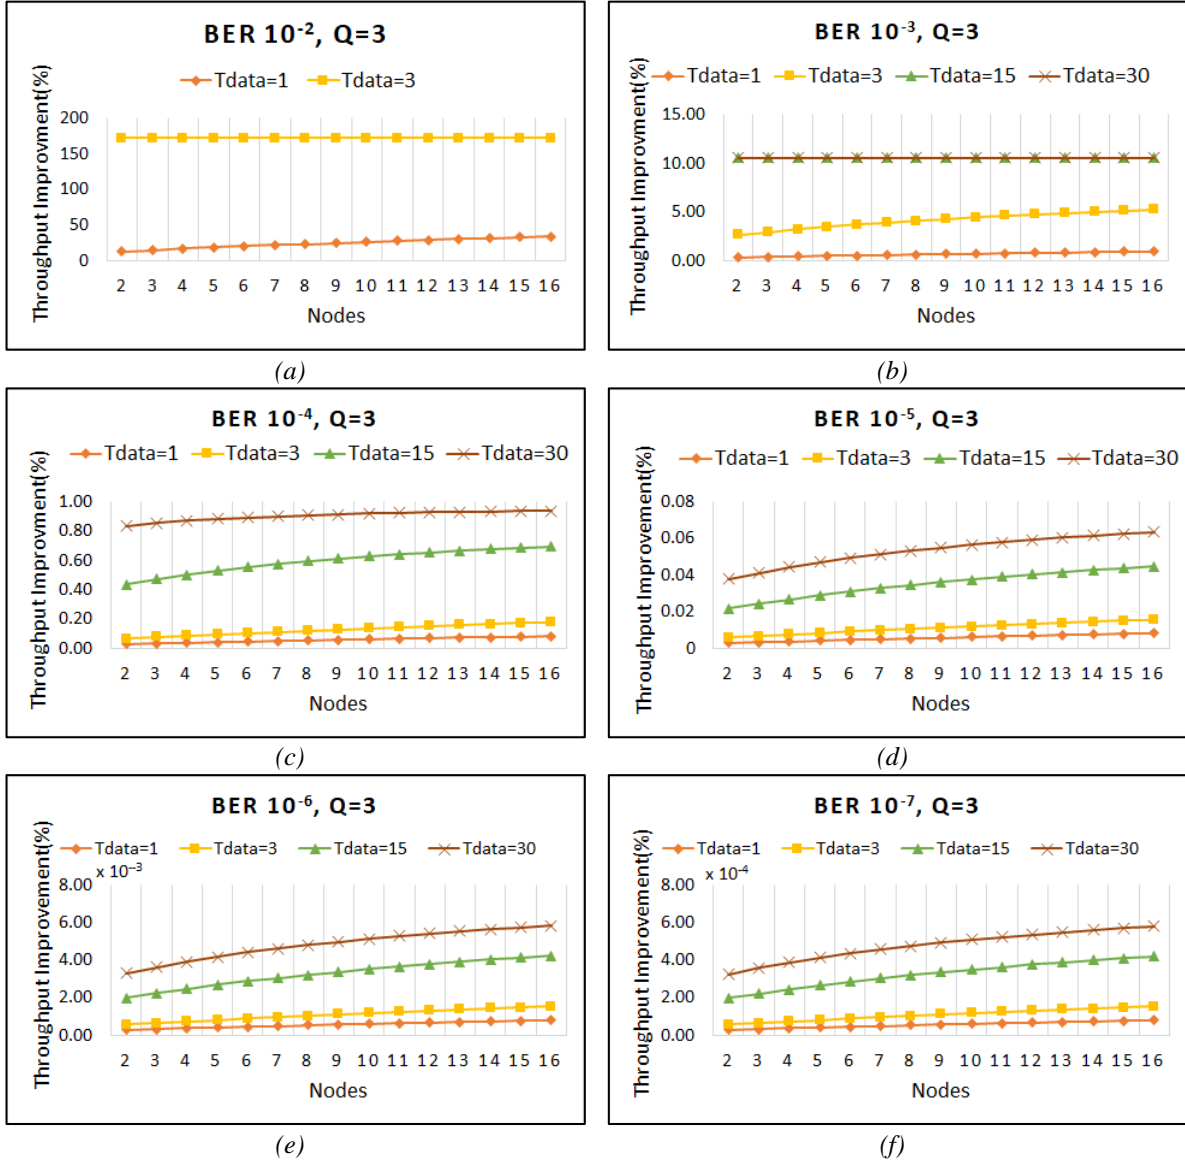 BER 10⁻², Q=3
Tdata=1 Tdata=3
Throughput Improvment(%)
200
150
100
50
0
2 3 4 5 6 7 8 9 10 11 12 13 14 15 16
Nodes
(a)
BER 10⁻³, Q=3
Tdata=1 Tdata=3 Tdata=15 Tdata=30
Throughput Improvment(%)
15.00
10.00
5.00
0.00
2 3 4 5 6 7 8 9 10 11 12 13 14 15 16
Nodes
(b)
BER 10⁻⁴, Q=3
Tdata=1 Tdata=3 Tdata=15 Tdata=30
Throughput Improvment(%)
1.00
0.80
0.60
0.40
0.20
0.00
2 3 4 5 6 7 8 9 10 11 12 13 14 15 16
Nodes
(c)
BER 10⁻⁵, Q=3
Tdata=1 Tdata=3 Tdata=15 Tdata=30
Throughput Improvment(%)
0.08
0.06
0.04
0.02
0
2 3 4 5 6 7 8 9 10 11 12 13 14 15 16
Nodes
(d)
BER 10⁻⁶, Q=3
Tdata=1 Tdata=3 Tdata=15 Tdata=30
x 10⁻³
Throughput Improvement(%)
8.00
6.00
4.00
2.00
0.00
2 3 4 5 6 7 8 9 10 11 12 13 14 15 16
Nodes
(e)
BER 10⁻⁷, Q=3
Tdata=1 Tdata=3 Tdata=15 Tdata=30
x 10⁻⁴
Throughput Improvement(%)
8.00
6.00
4.00
2.00
0.00
2 3 4 5 6 7 8 9 10 11 12 13 14 15 16
Nodes
(f)